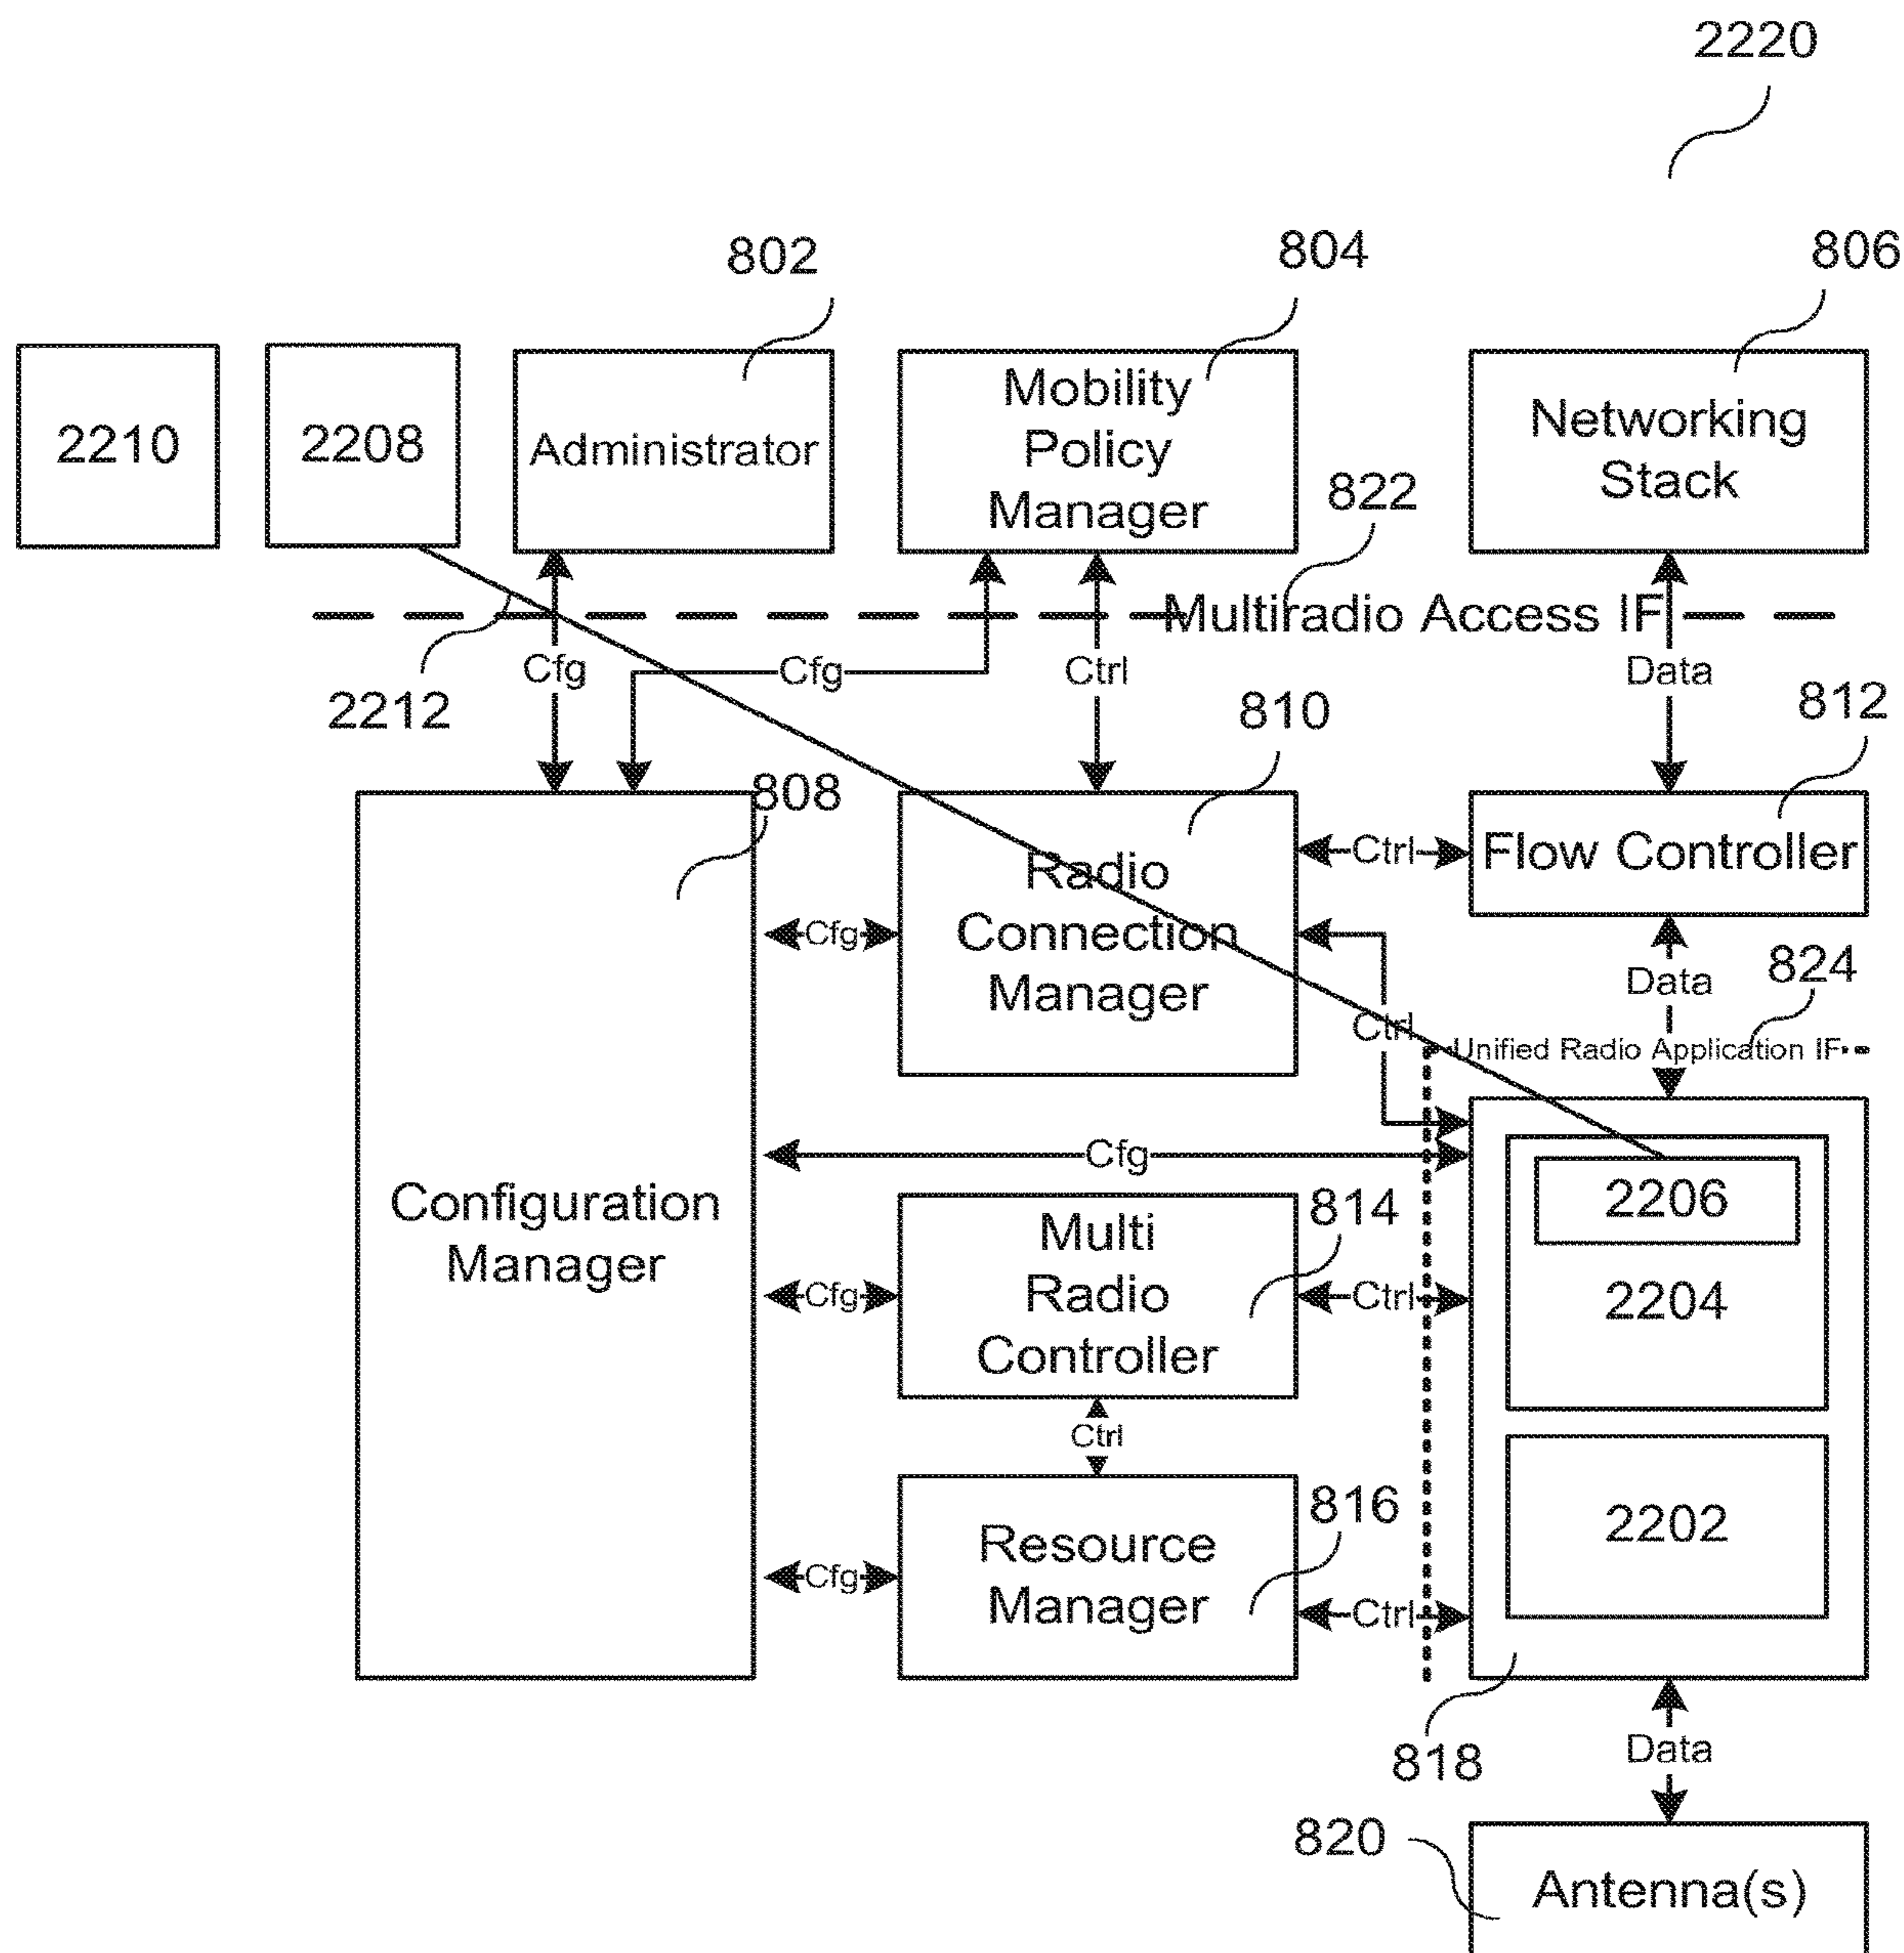 2220
802
804
806
2210
2208
Administrator
Mobility
Policy
Manager
Networking
Stack
822
Multiradio Access IF
2212
Cfg
Cfg
Ctrl
Data
810
812
808
Radio
Connection
Manager
Ctrl
Flow Controller
Cfg
Data
824
Ctrl
Unified Radio Application IF
Cfg
Configuration
Manager
2206
814
Multi
Radio
Controller
Cfg
Ctrl
2204
Ctrl
816
2202
Resource
Manager
Cfg
Ctrl
818
Data
820
Antenna(s)